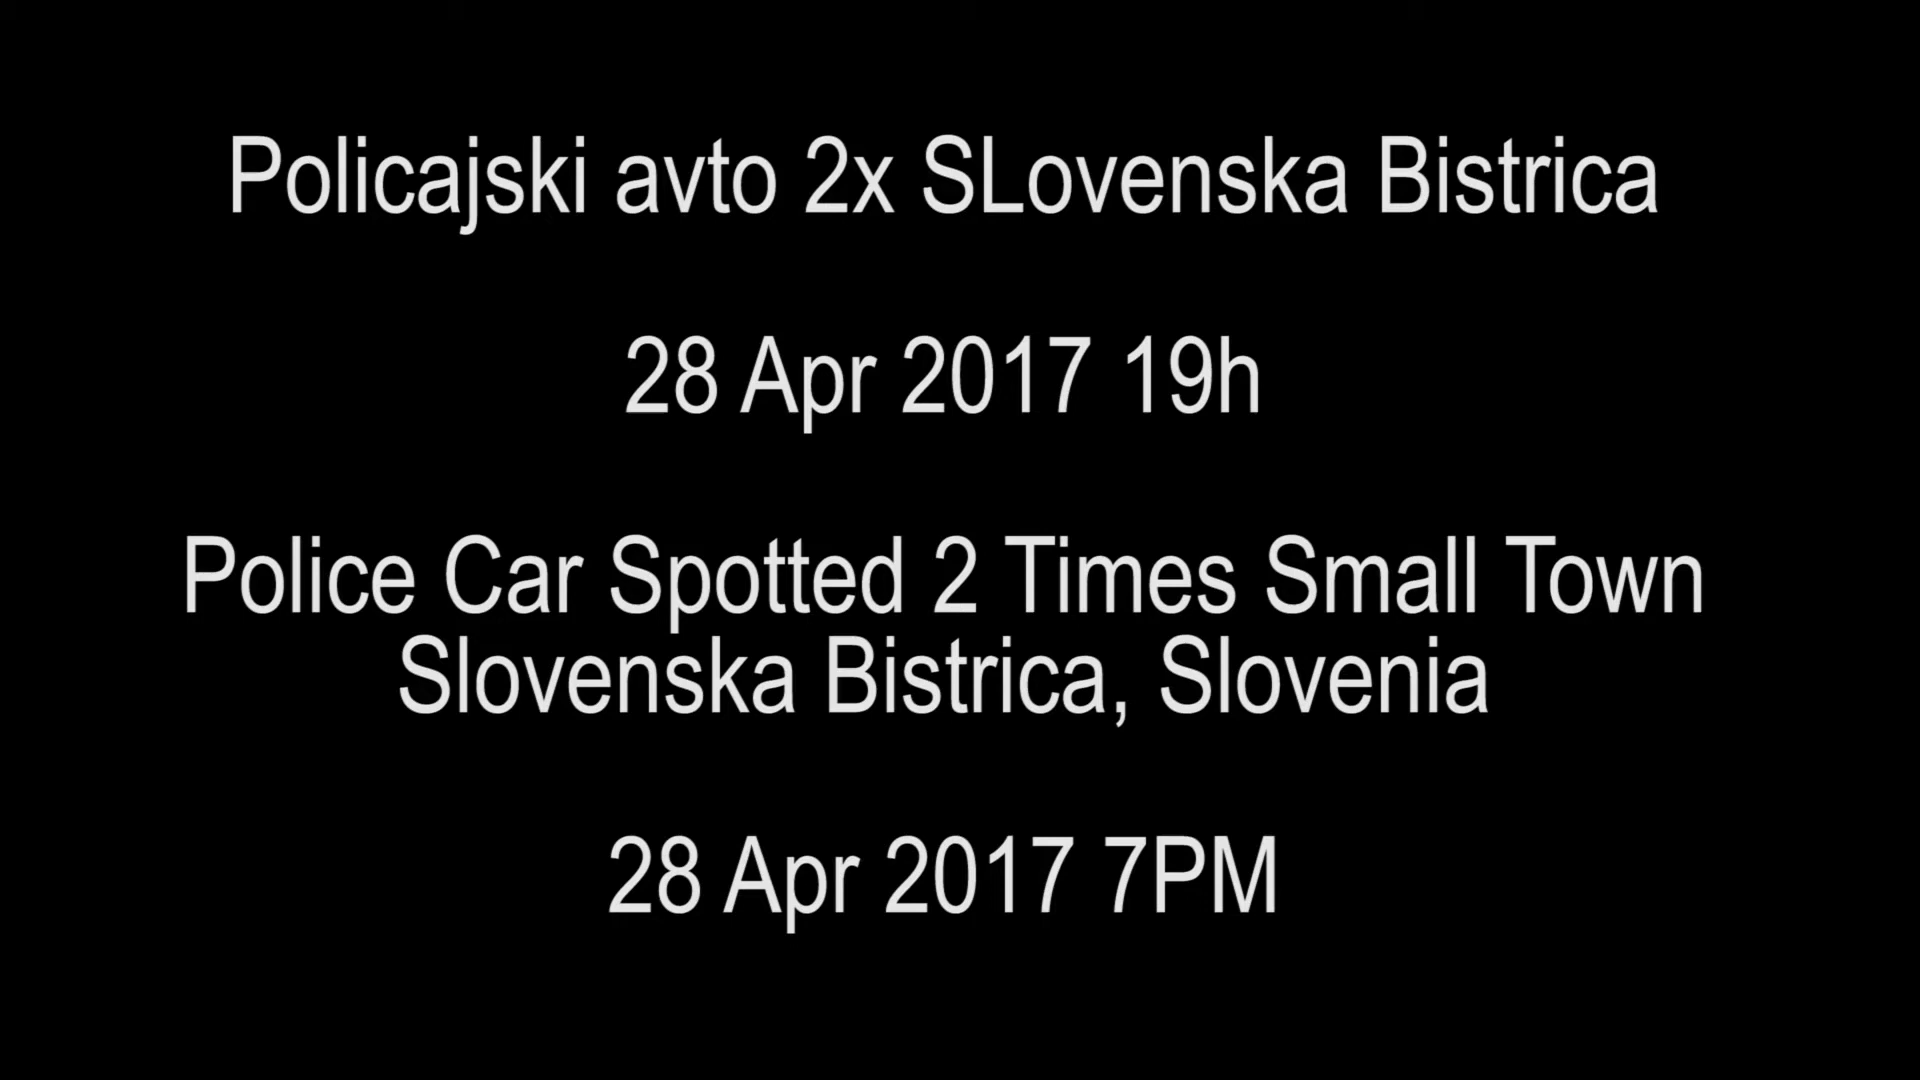 Policajski avto 2x SLovenska Bistrica
28 Apr 2017 19h
Police Car Spotted 2 Times Small Town
Slovenska Bistrica, Slovenia
28 Apr 2017 7PM